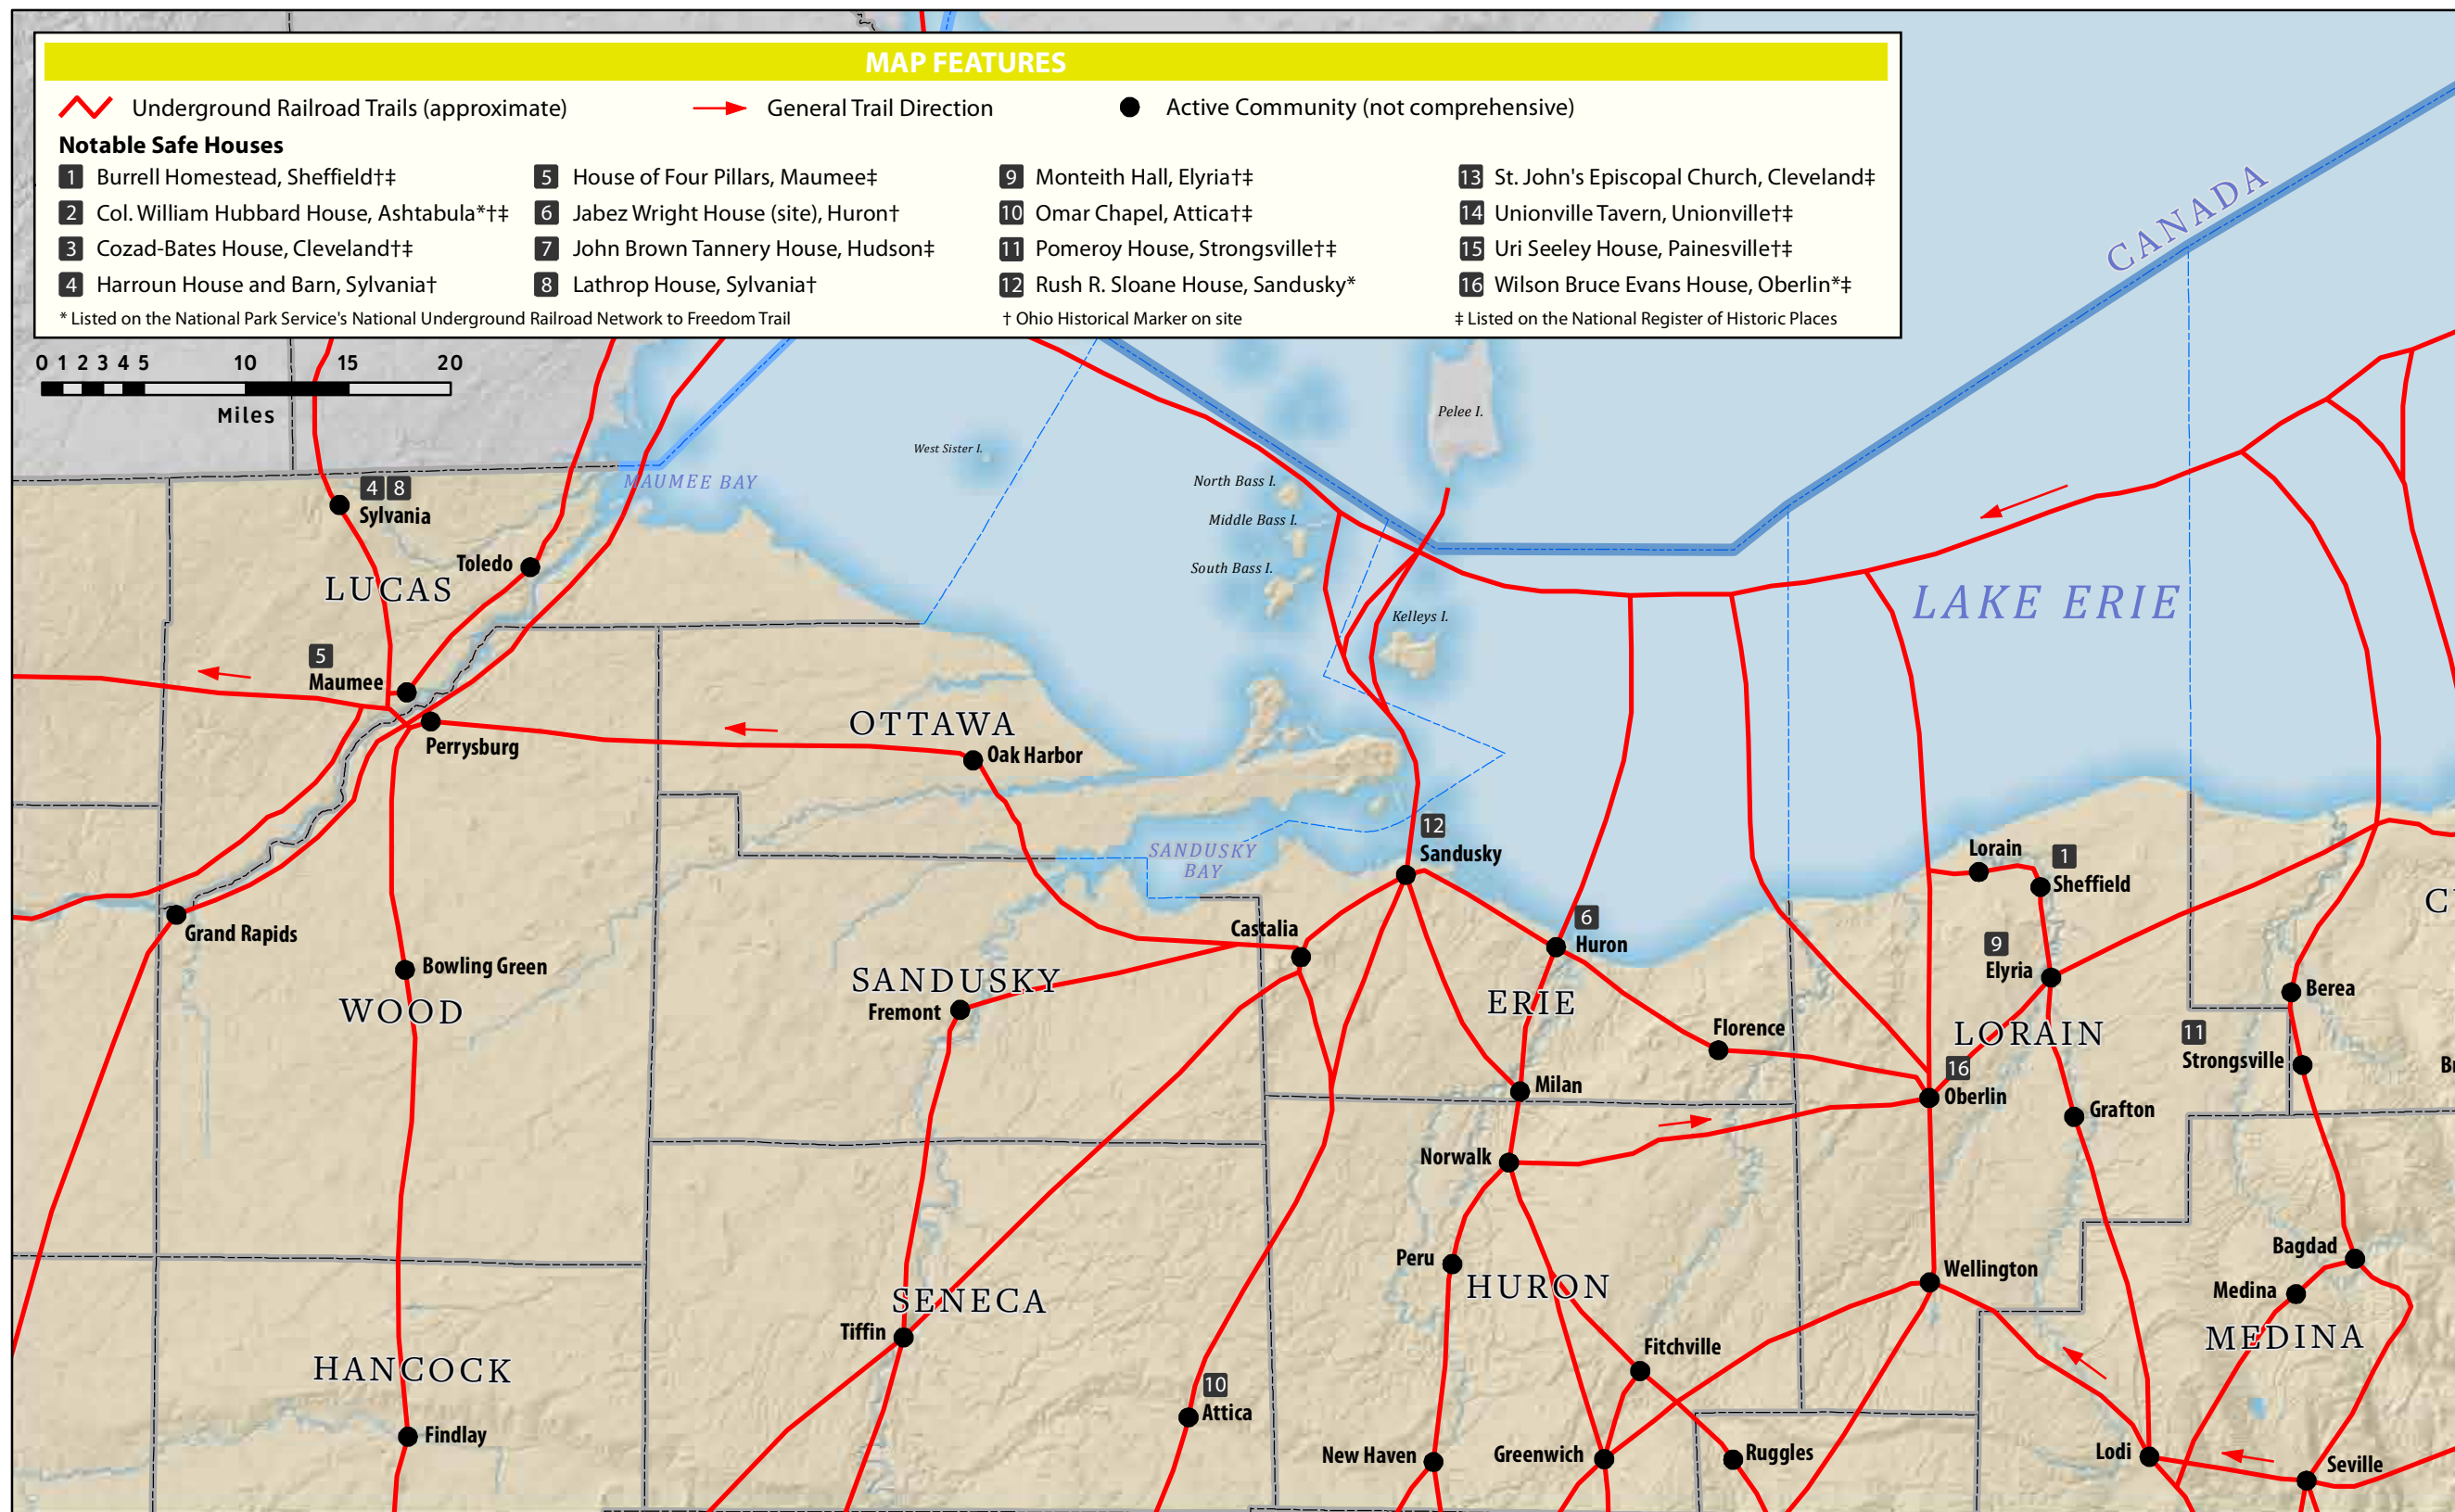 MAP FEATURES
Underground Railroad Trails (approximate)
General Trail Direction
Active Community (not comprehensive)
Notable Safe Houses
1 Burrell Homestead, Sheffield†‡
2 Col. William Hubbard House, Ashtabula*†‡
3 Cozad-Bates House, Cleveland†‡
4 Harroun House and Barn, Sylvania†
5 House of Four Pillars, Maumee‡
6 Jabez Wright House (site), Huron†
7 John Brown Tannery House, Hudson‡
8 Lathrop House, Sylvania†
9 Monteith Hall, Elyria†‡
10 Omar Chapel, Attica†‡
11 Pomeroy House, Strongsville†‡
12 Rush R. Sloane House, Sandusky*
13 St. John's Episcopal Church, Cleveland‡
14 Unionville Tavern, Unionville†‡
15 Uri Seeley House, Painesville†‡
16 Wilson Bruce Evans House, Oberlin*‡
* Listed on the National Park Service's National Underground Railroad Network to Freedom Trail
† Ohio Historical Marker on site
‡ Listed on the National Register of Historic Places
0 1 2 3 4 5 10 15 20
Miles
CANADA
Pelee I.
West Sister I.
North Bass I.
MAUMEE BAY
4 8
Sylvania
Middle Bass I.
Toledo
South Bass I.
LUCAS
LAKE ERIE
Kelleys I.
5
Maumee
OTTAWA
Perrysburg
Oak Harbor
12
SANDUSKY
BAY
Sandusky
Lorain
1
Sheffield
C
6
Castalia
Grand Rapids
Huron
9
Elyria
Bowling Green
SANDUSKY
Berea
Fremont
WOOD
ERIE
Florence
LORAIN
11
Strongsville
Br
16
Milan
Oberlin
Grafton
Norwalk
Bagdad
Peru
Wellington
HURON
Medina
SENECA
Tiffin
MEDINA
Fitchville
HANCOCK
10
Attica
Findlay
New Haven
Greenwich
Ruggles
Lodi
Seville